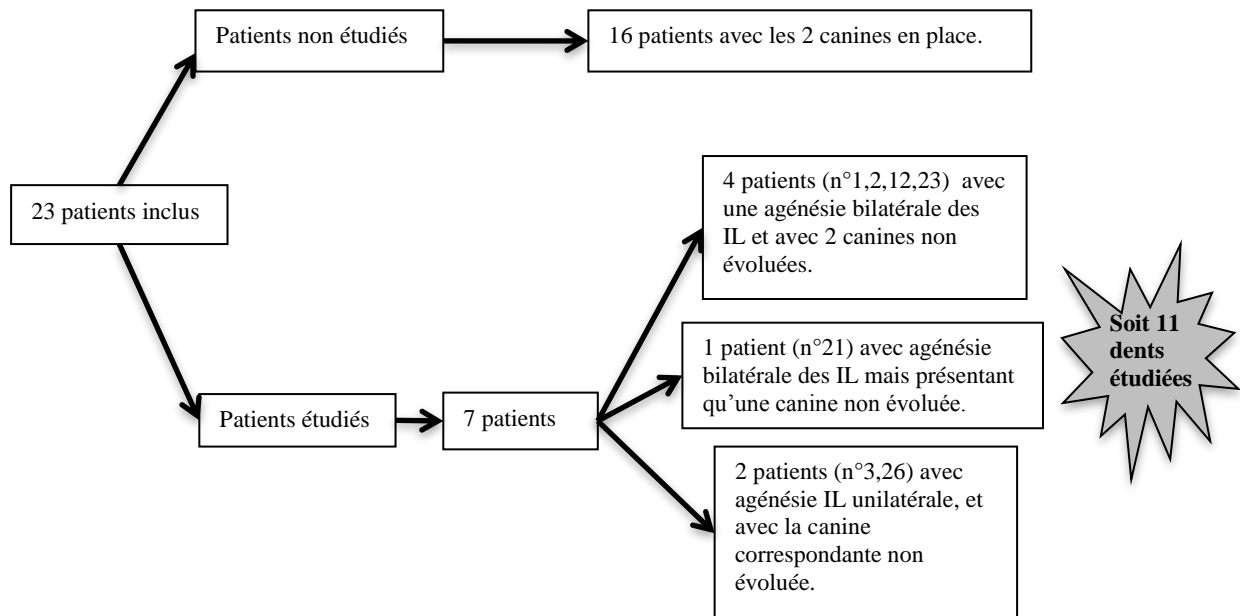 Patients non étudiés
16 patients avec les 2 canines en place.
23 patients inclus
4 patients (n°1,2,12,23) avec
une agénésie bilatérale des
IL et avec 2 canines non
évoluées.
Soit 11
dents
étudiées
1 patient (n°21) avec agénésie
bilatérale des IL mais présentant
qu’une canine non évoluée.
Patients étudiés
7 patients
2 patients (n°3,26) avec
agénésie IL unilatérale, et
avec la canine
correspondante non
évoluée.